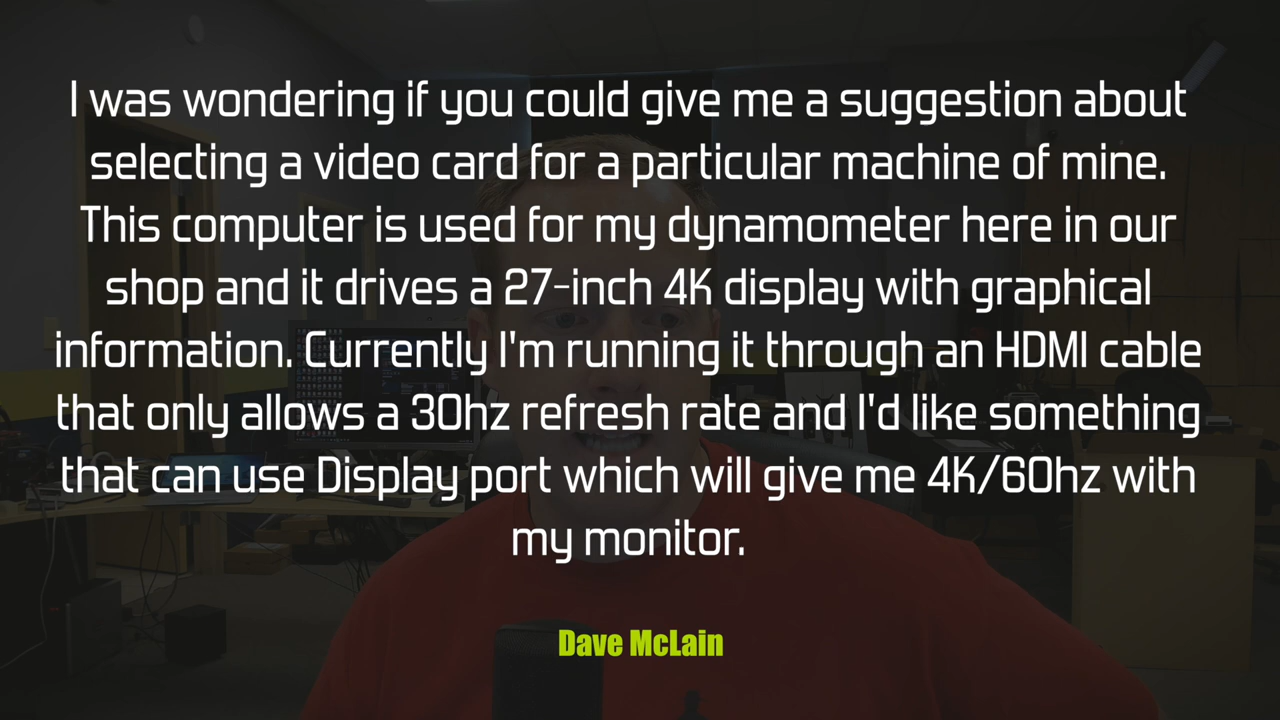 I was wondering if you could give me a suggestion about
selecting a video card for a particular machine of mine.
This computer is used for my dynamometer here in our
shop and it drives a 27-inch 4K display with graphical
information. Currently I'm running it through an HDMI cable
that only allows a 30hz refresh rate and I'd like something
that can use Display port which will give me 4K/60hz with
my monitor.
Dave McLain